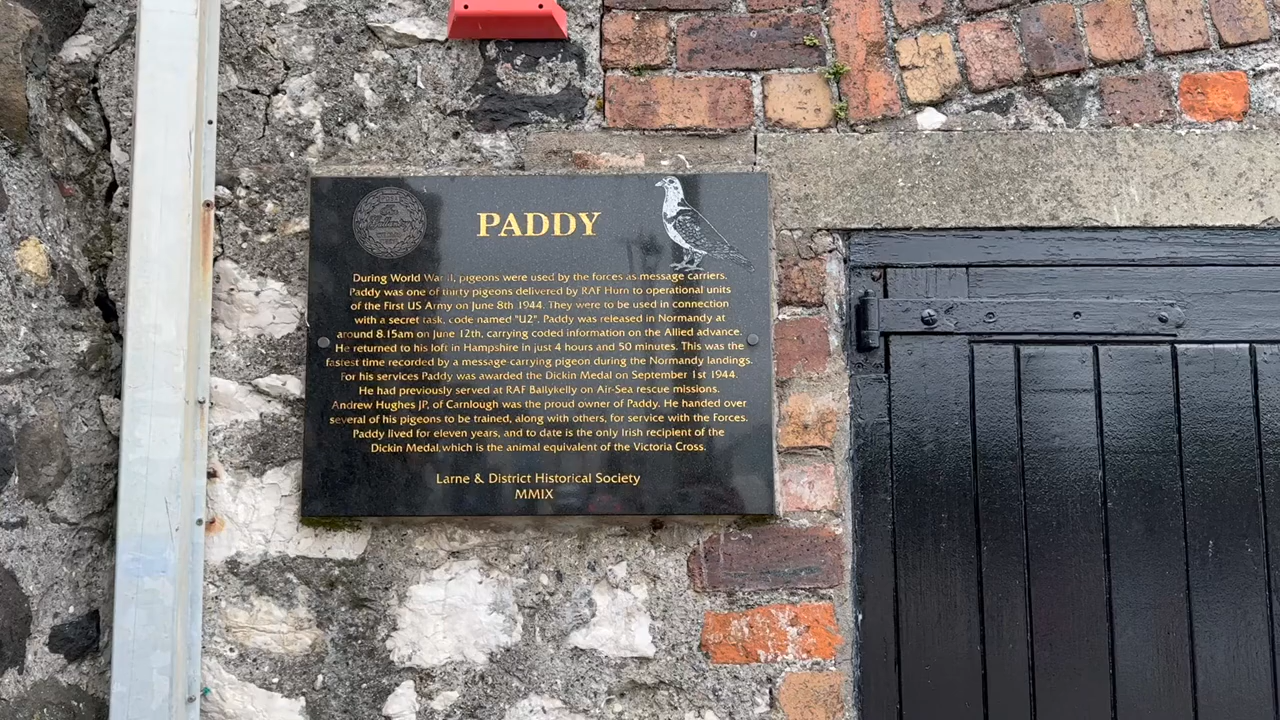 PADDY
During World War II, pigeons were used by the forces as message carriers.
Paddy was one of thirty pigeons delivered by RAF Hurn to operational units
of the First US Army on June 8th 1944. They were to be used in connection
with a secret task, code named "U2". Paddy was released in Normandy at
around 8.15am on June 12th, carrying coded information on the Allied advance.
He returned to his loft in Hampshire in just 4 hours and 50 minutes. This was the
fastest time recorded by a message carrying pigeon during the Normandy landings.
For his services Paddy was awarded the Dickin Medal on September 1st 1944.
He had previously served at RAF Ballykelly on Air-Sea rescue missions.
Andrew Hughes JP, of Carnlough was the proud owner of Paddy. He handed over
several of his pigeons to be trained, along with others, for service with the Forces.
Paddy lived for eleven years, and to date is the only Irish recipient of the
Dickin Medal,which is the animal equivalent of the Victoria Cross.
Larne & District Historical Society
MMIX